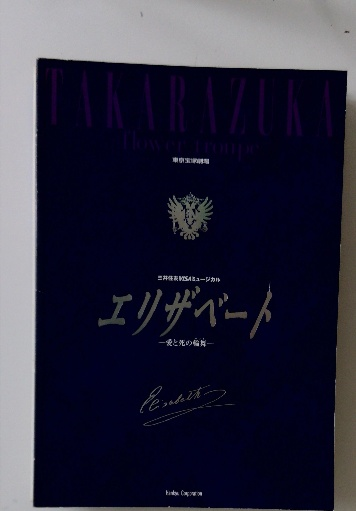 TAKARAZUKA
flower troupe
東京宝塚劇場
三井住友VISAミュージカル
エリザベート
―愛と死の輪舞―
Elisabeth
Hankyu Corporation